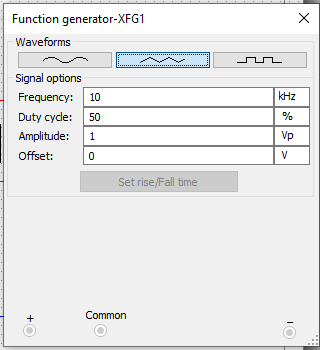 Function generator-XFG1
Waveforms
Signal options
Frequency: 10 kHz
Duty cycle: 50 %
Amplitude: 1 Vp
Offset: 0 V
Set rise/Fall time
+ Common −